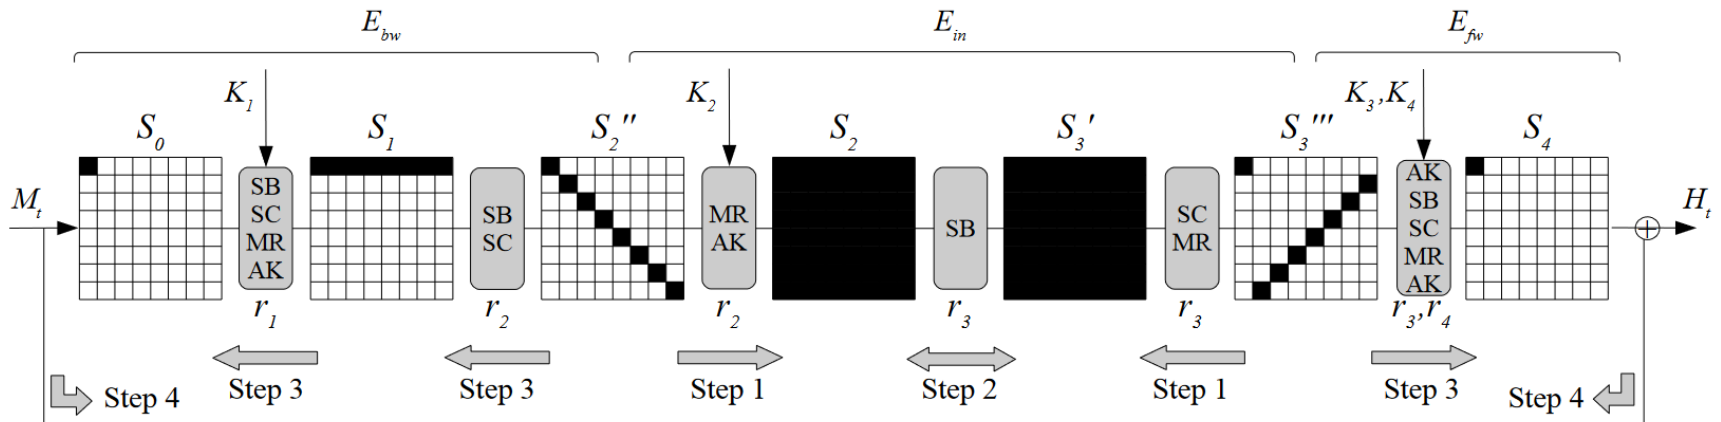 E_bw E_in E_fw
K_1 K_2 K_3,K_4
S_0 S_1 S_2'' S_2 S_3' S_3''' S_4
M_t H_t
SB SC MR AK
SB SC
MR AK
SB
SC MR
AK SB SC MR AK
r_1 r_2 r_2 r_3 r_3 r_3,r_4
Step 4 Step 3 Step 3 Step 1 Step 2 Step 1 Step 3 Step 4